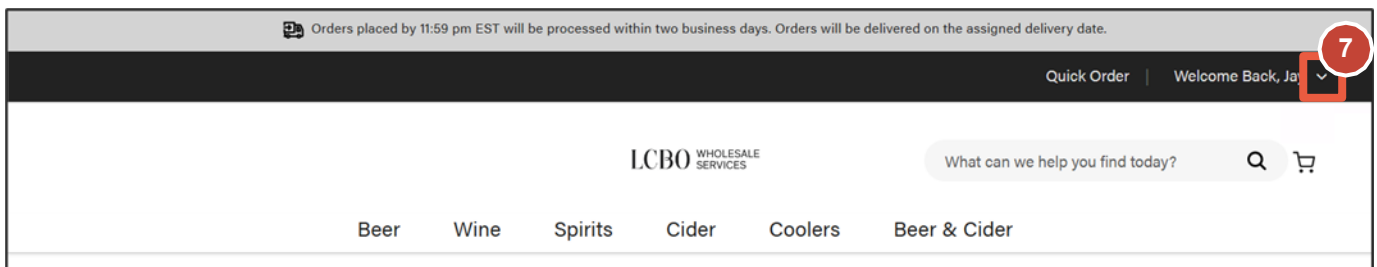 Orders placed by 11:59 pm EST will be processed within two business days. Orders will be delivered on the assigned delivery date.
7
Quick Order | Welcome Back, Jay
LCBO WHOLESALE SERVICES
What can we help you find today?
Beer Wine Spirits Cider Coolers Beer & Cider